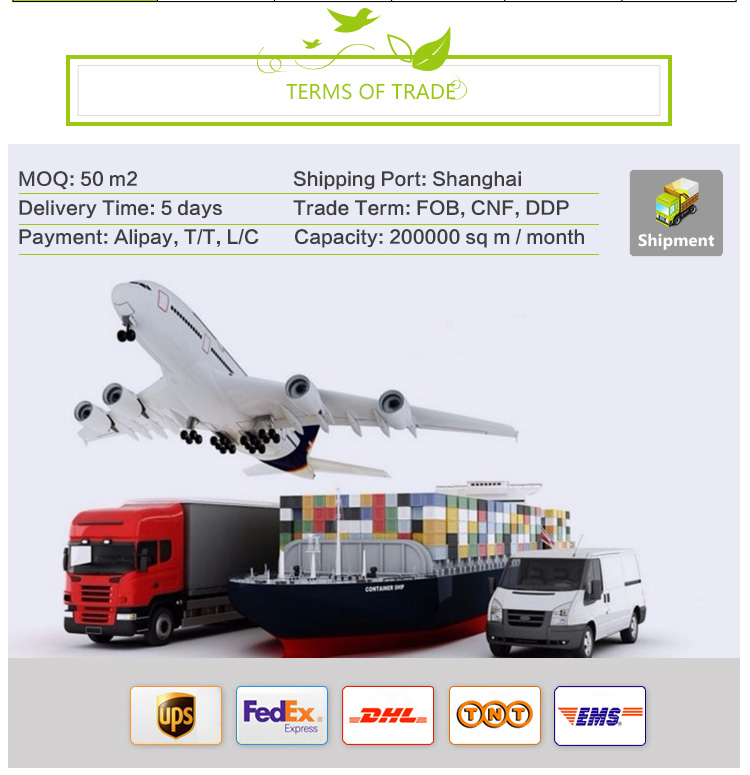 TERMS OF TRADE
MOQ: 50 m2
Shipping Port: Shanghai
Delivery Time: 5 days
Trade Term: FOB, CNF, DDP
Payment: Alipay, T/T, L/C
Capacity: 200000 sq m / month
Shipment
CONTAINER SHIP
ups
FedEx
Express
DHL
TNT
EMS